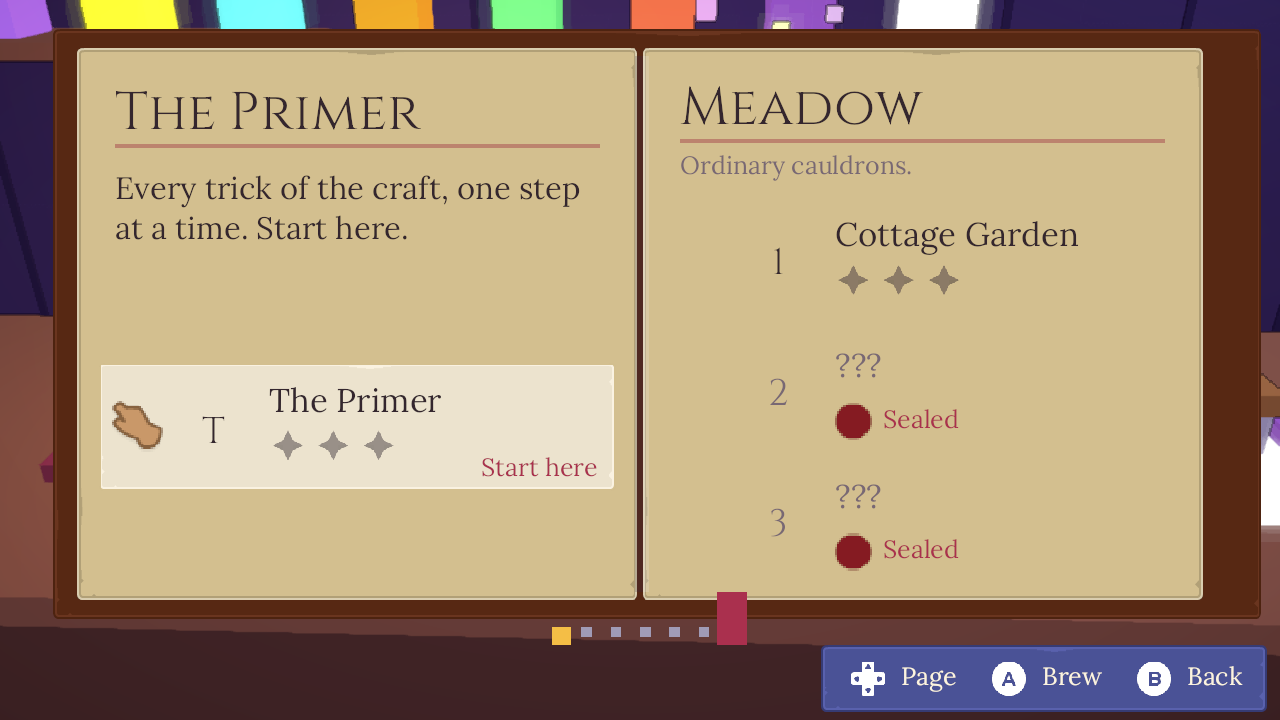 The Primer
Every trick of the craft, one step
at a time. Start here.
T
The Primer
Start here
Meadow
Ordinary cauldrons.
1
Cottage Garden
2
???
Sealed
3
???
Sealed
Page
A
Brew
B
Back